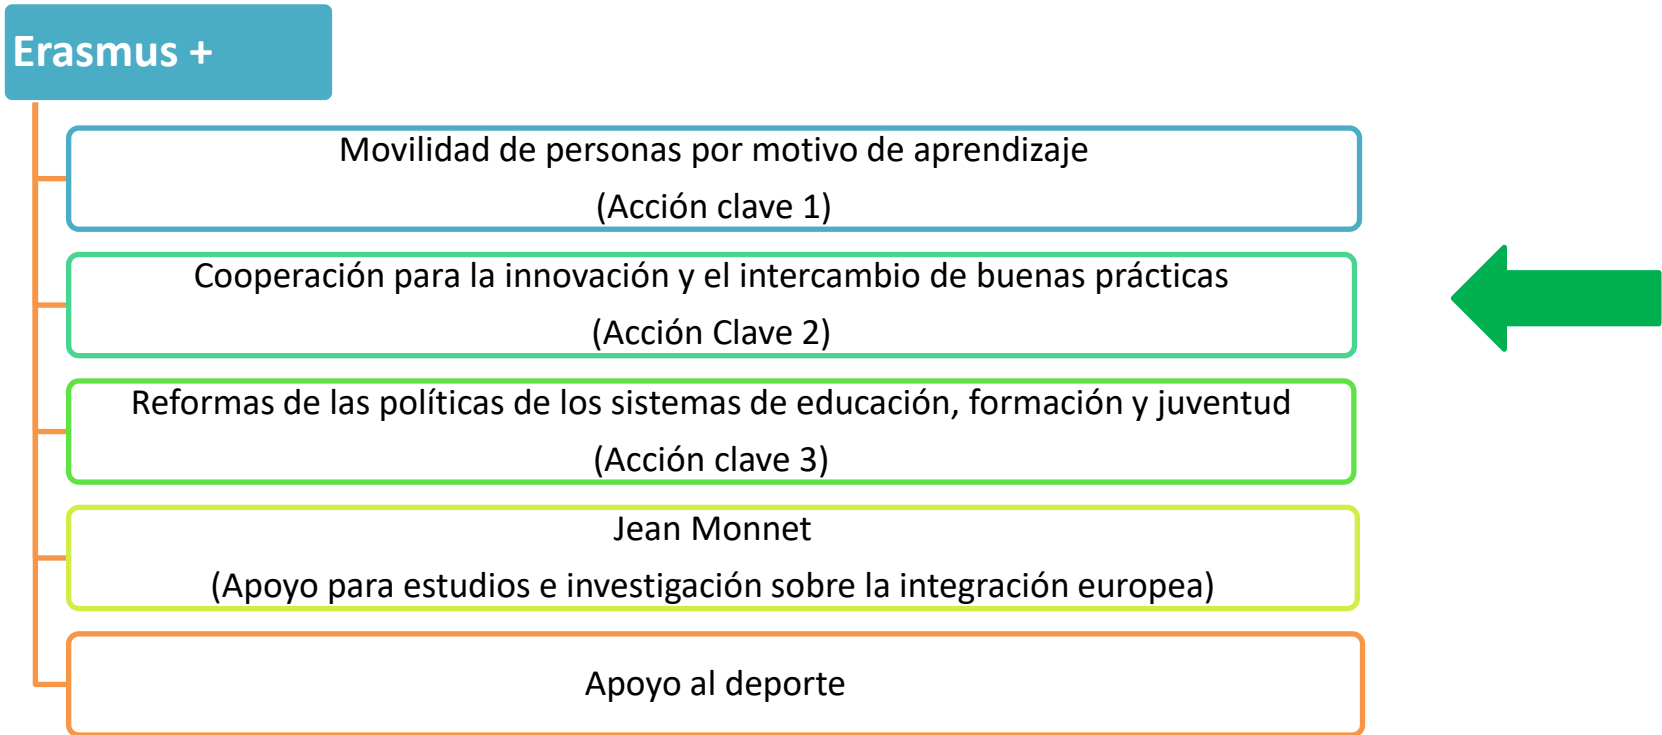 Erasmus +
Movilidad de personas por motivo de aprendizaje
(Acción clave 1)
Cooperación para la innovación y el intercambio de buenas prácticas
(Acción Clave 2)
Reformas de las políticas de los sistemas de educación, formación y juventud
(Acción clave 3)
Jean Monnet
(Apoyo para estudios e investigación sobre la integración europea)
Apoyo al deporte